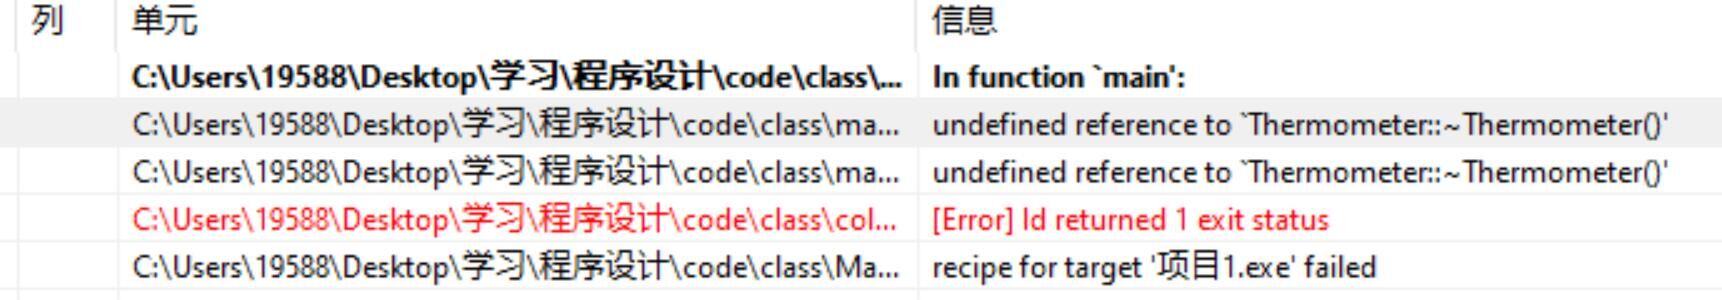 列 单元 信息
C:\Users\19588\Desktop\学习\程序设计\code\class\... In function `main':
C:\Users\19588\Desktop\学习\程序设计\code\class\ma... undefined reference to `Thermometer::~Thermometer()'
C:\Users\19588\Desktop\学习\程序设计\code\class\ma... undefined reference to `Thermometer::~Thermometer()'
C:\Users\19588\Desktop\学习\程序设计\code\class\col... [Error] ld returned 1 exit status
C:\Users\19588\Desktop\学习\程序设计\code\class\Ma... recipe for target '项目1.exe' failed